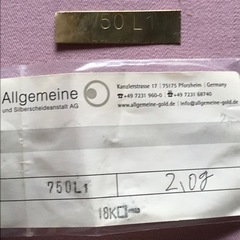 750 L1
Allgemeine
und Silberscheideanstalt AG
Kanzlerstrasse 17 | 75175 Pforzheim | Germany
+49 7231 960-0 +49 7231 68740
info@allgemeine-gold.de | www.allgemeine-gold.de
750L1 2,0g
18K